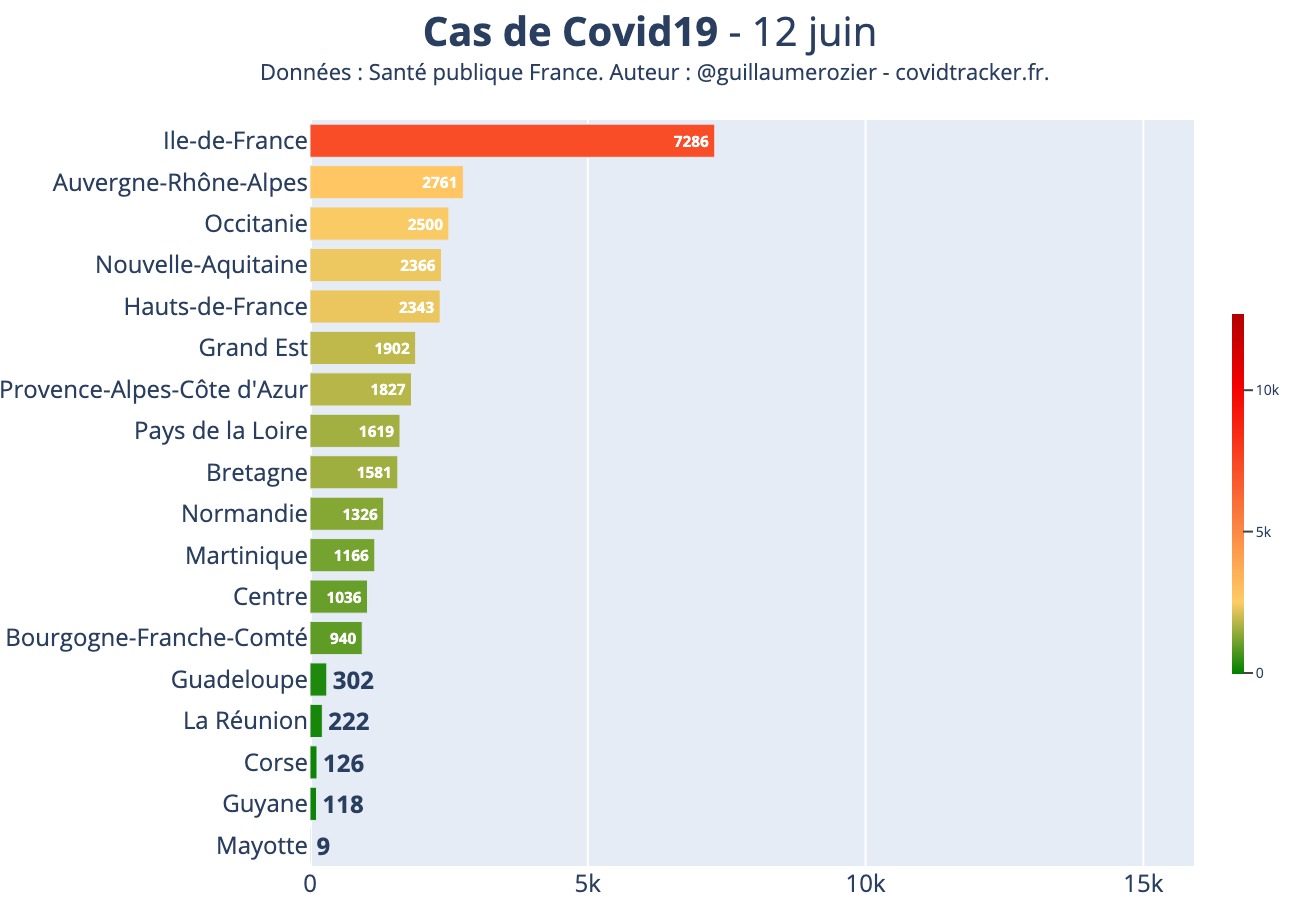 Cas de Covid19 - 12 juin
Données : Santé publique France. Auteur : @guillaumerozier - covidtracker.fr.
Ile-de-France 7286
Auvergne-Rhône-Alpes 2761
Occitanie 2500
Nouvelle-Aquitaine 2366
Hauts-de-France 2343
Grand Est 1902
Provence-Alpes-Côte d'Azur 1827
Pays de la Loire 1619
Bretagne 1581
Normandie 1326
Martinique 1166
Centre 1036
Bourgogne-Franche-Comté 940
Guadeloupe 302
La Réunion 222
Corse 126
Guyane 118
Mayotte 9
0 5k 10k 15k
10k
5k
0